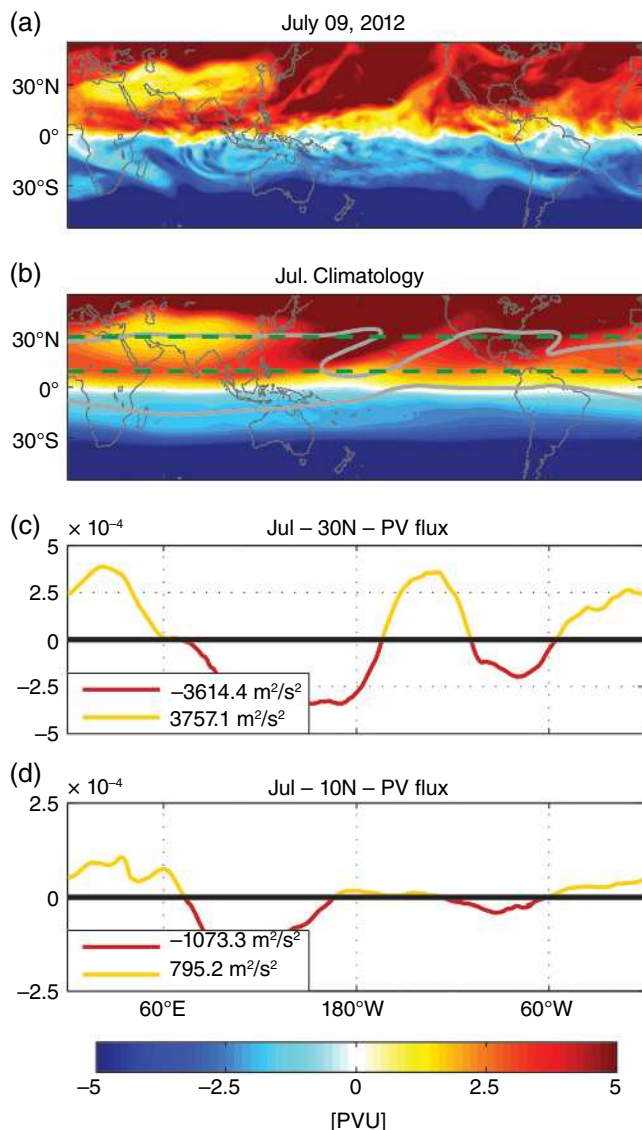 (a)
July 09, 2012
30°N
0°
30°S
(b)
Jul. Climatology
30°N
0°
30°S
(c)
× 10⁻⁴
Jul – 30N – PV flux
5
2.5
0
−2.5
−5
−3614.4 m²/s²
3757.1 m²/s²
(d)
× 10⁻⁴
Jul – 10N – PV flux
2.5
0
−2.5
−1073.3 m²/s²
795.2 m²/s²
60°E 180°W 60°W
−5 −2.5 0 2.5 5
[PVU]